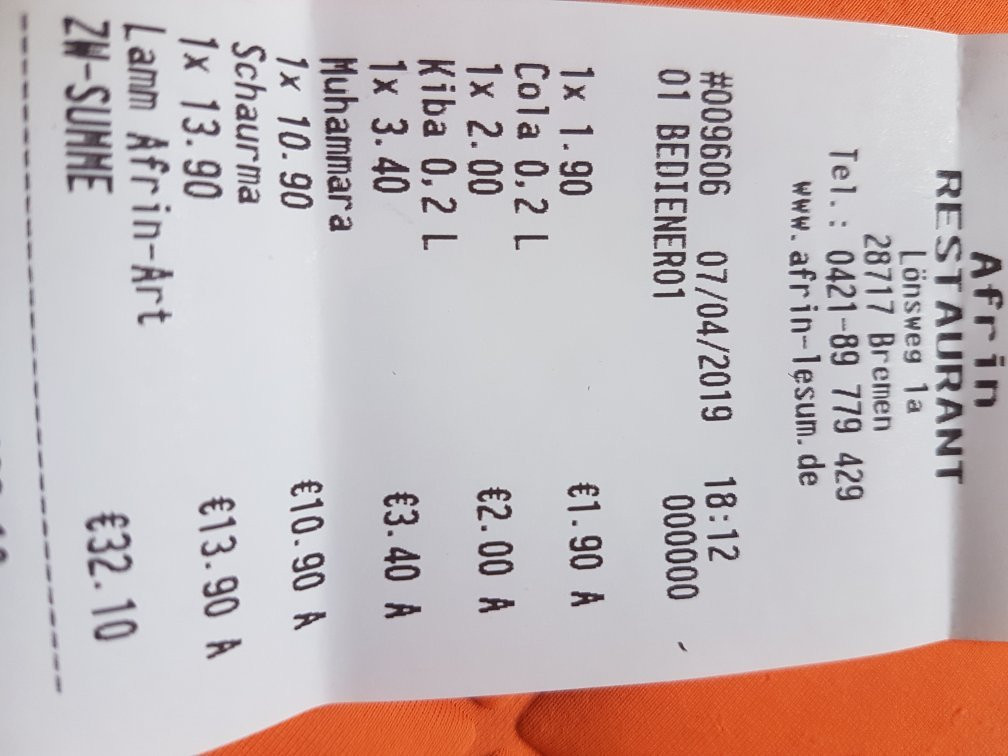 Afrin
RESTAURANT
Lönsweg 1a
28717 Bremen
Tel.: 0421-89 779 429
www.afrin-lesum.de
#009606 07/04/2019 18:12
01 BEDIENER01 000000
1x 1.90
Cola 0,2 L €1.90 A
1x 2.00
Kiba 0,2 L €2.00 A
1x 3.40
Muhammara €3.40 A
1x 10.90
Schaurma €10.90 A
1x 13.90
Lamm Afrin-Art €13.90 A
ZW-SUMME €32.10